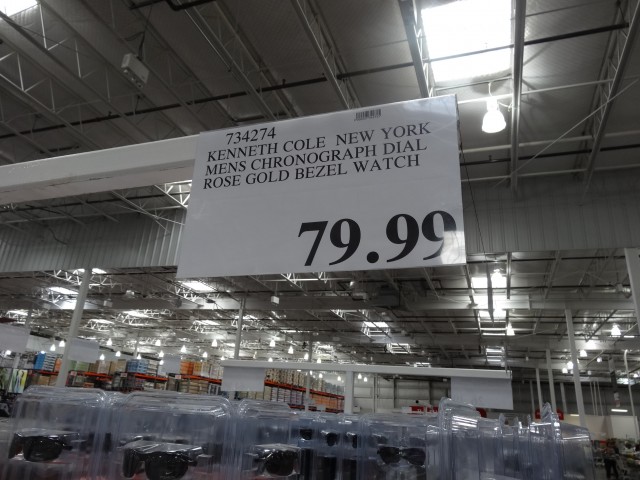 734274
KENNETH COLE NEW YORK
MENS CHRONOGRAPH DIAL
ROSE GOLD BEZEL WATCH
79.99